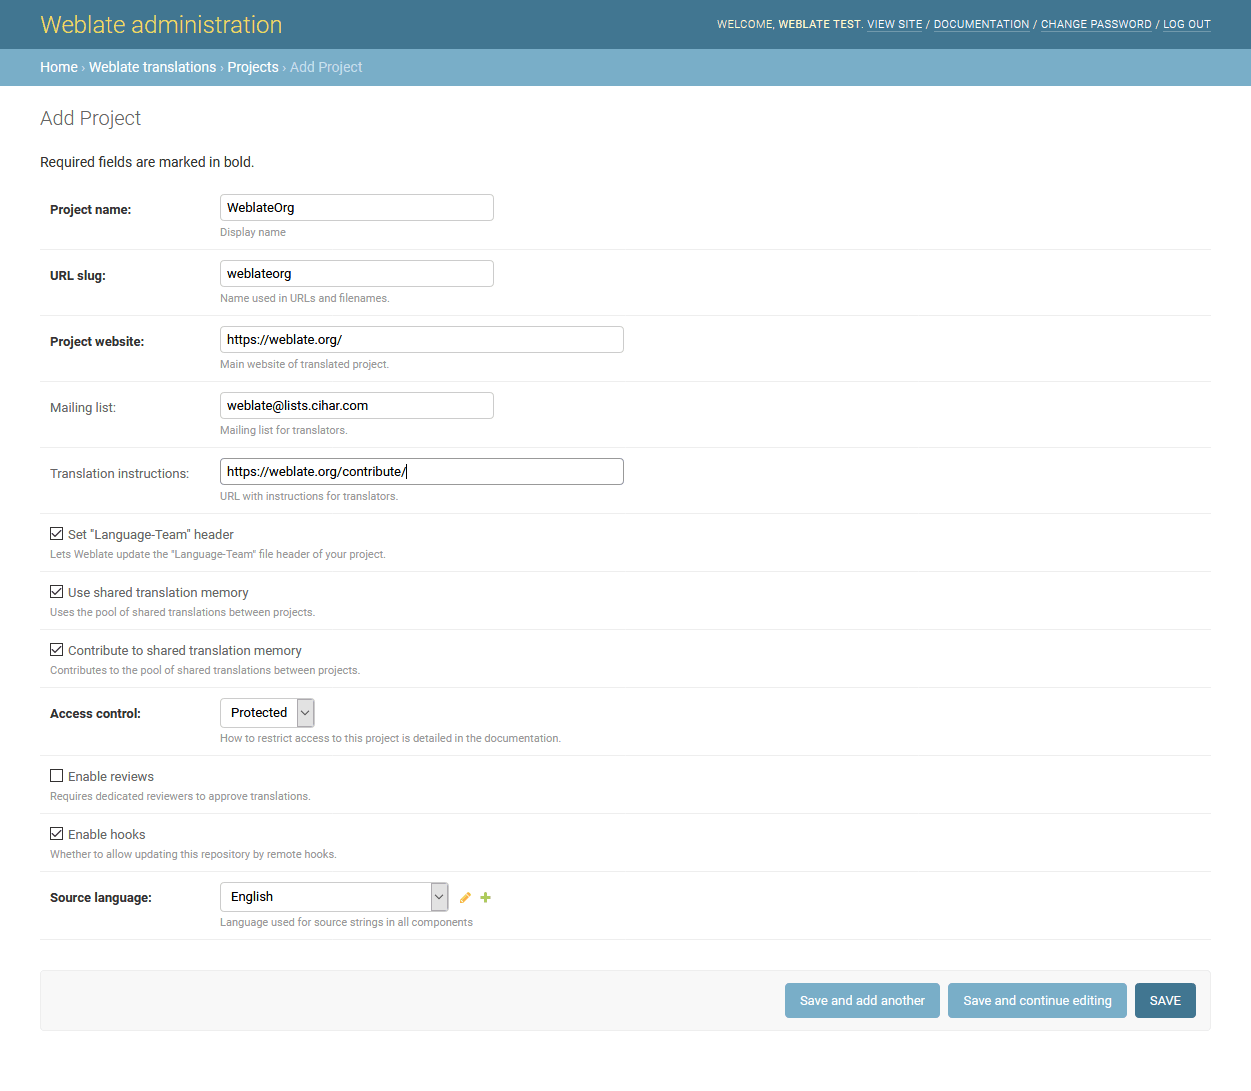 Weblate administration
WELCOME, WEBLATE TEST. VIEW SITE / DOCUMENTATION / CHANGE PASSWORD / LOG OUT
Home › Weblate translations › Projects › Add Project
Add Project
Required fields are marked in bold.
Project name: WeblateOrg
Display name
URL slug: weblateorg
Name used in URLs and filenames.
Project website: https://weblate.org/
Main website of translated project.
Mailing list: weblate@lists.cihar.com
Mailing list for translators.
Translation instructions: https://weblate.org/contribute/
URL with instructions for translators.
Set "Language-Team" header
Lets Weblate update the "Language-Team" file header of your project.
Use shared translation memory
Uses the pool of shared translations between projects.
Contribute to shared translation memory
Contributes to the pool of shared translations between projects.
Access control: Protected
How to restrict access to this project is detailed in the documentation.
Enable reviews
Requires dedicated reviewers to approve translations.
Enable hooks
Whether to allow updating this repository by remote hooks.
Source language: English
Language used for source strings in all components
Save and add another Save and continue editing SAVE